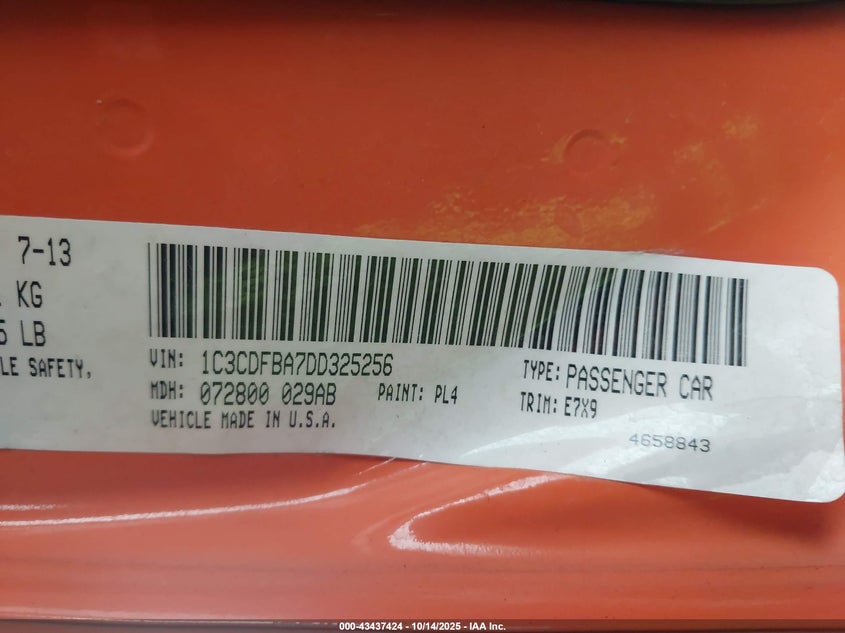 7-13
KG
LB
LE SAFETY,
VIN: 1C3CDFBA7DD325256
TYPE: PASSENGER CAR
MDH: 072800 029AB PAINT: PL4
TRIM: E7X9
VEHICLE MADE IN U.S.A.
4658843
000-43437424 - 10/14/2025 - IAA Inc.